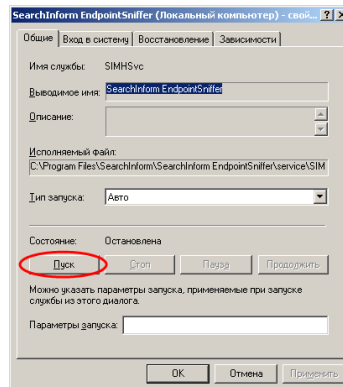 SearchInform EndpointSniffer (Локальный компьютер) - свой...
Общие Вход в систему Восстановление Зависимости
Имя службы: SIMHSvc
Выводимое имя: SearchInform EndpointSniffer
Описание:
Исполняемый файл:
C:\Program Files\SearchInform\SearchInform EndpointSniffer\service\SIM
Тип запуска: Авто
Состояние: Остановлена
Пуск Стоп Пауза Продолжить
Можно указать параметры запуска, применяемые при запуске
службы из этого диалога.
Параметры запуска:
OK Отмена Применить